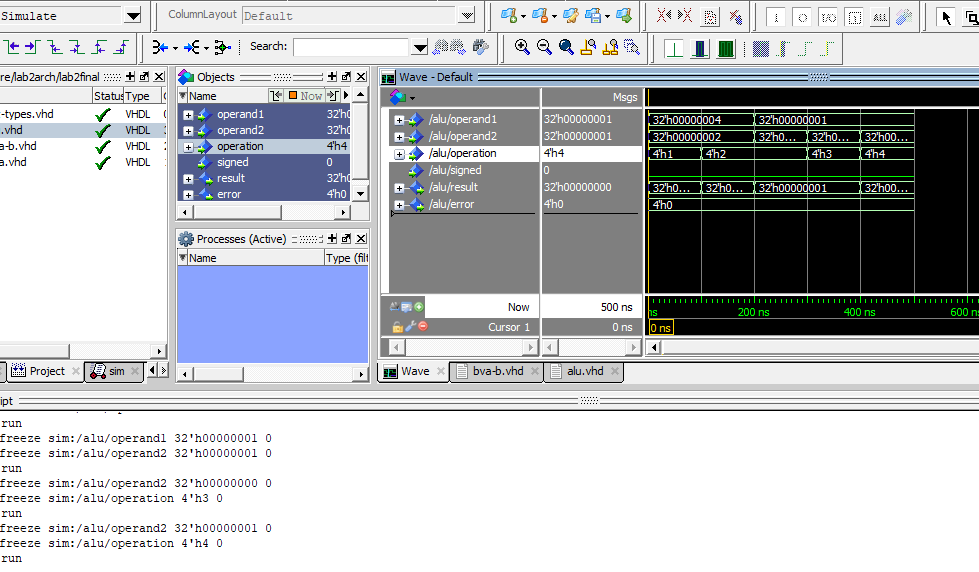 Simulate
ColumnLayout Default
Search:
re/lab2arch/lab2final
Status Type
-types.vhd VHDL
.vhd VHDL
a-b.vhd VHDL
a.vhd VHDL
Project sim
Objects
Name Now
operand1 32'h0
operand2 32'h0
operation 4'h4
signed 0
result 32'h0
error 4'h0
Processes (Active)
Name Type (filt
Wave - Default
Msgs
/alu/operand1 32'h00000001 32'h00000004 32'h00000001
/alu/operand2 32'h00000001 32'h00000002 32'h0... 32'h0... 32'h00...
/alu/operation 4'h4 4'h1 4'h2 4'h3 4'h4
/alu/signed 0
/alu/result 32'h00000000 32'h0... 32'h0... 32'h00000001 32'h00...
/alu/error 4'h0 4'h0
Now 500 ns ns 200 ns 400 ns 600 n
Cursor 1 0 ns 0 ns
Wave bva-b.vhd alu.vhd
ipt
run
freeze sim:/alu/operand1 32'h00000001 0
freeze sim:/alu/operand2 32'h00000001 0
run
freeze sim:/alu/operand2 32'h00000000 0
freeze sim:/alu/operation 4'h3 0
run
freeze sim:/alu/operand2 32'h00000001 0
freeze sim:/alu/operation 4'h4 0
run